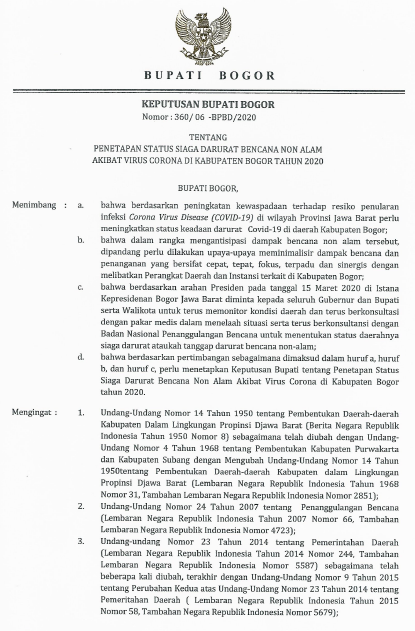 BUPATI BOGOR
KEPUTUSAN BUPATI BOGOR
Nomor : 360/ 06 -BPBD/2020
TENTANG
PENETAPAN STATUS SIAGA DARURAT BENCANA NON ALAM
AKIBAT VIRUS CORONA DI KABUPATEN BOGOR TAHUN 2020
BUPATI BOGOR,
Menimbang : a. bahwa berdasarkan peningkatan kewaspadaan terhadap resiko penularan
infeksi Corona Virus Disease (COVID-19) di wilayah Provinsi Jawa Barat perlu
meningkatkan status keadaan darurat Covid-19 di daerah Kabupaten Bogor;
b. bahwa dalam rangka mengantisipasi dampak bencana non alam tersebut,
dipandang perlu dilakukan upaya-upaya meminimalisir dampak bencana dan
penanganan yang bersifat cepat, tepat, fokus, terpadu dan sinergis dengan
melibatkan Perangkat Daerah dan Instansi terkait di Kabupaten Bogor;
c. bahwa berdasarkan arahan Presiden pada tanggal 15 Maret 2020 di Istana
Kepresidenan Bogor Jawa Barat diminta kepada seluruh Gubernur dan Bupati
serta Walikota untuk terus memonitor kondisi daerah dan terus berkonsultasi
dengan pakar medis dalam menelaah situasi serta terus berkonsultansi dengan
Badan Nasional Penanggulangan Bencana untuk menentukan status daerahnya
siaga darurat ataukah tanggap darurat bencana non-alam;
d. bahwa berdasarkan pertimbangan sebagaimana dimaksud dalam huruf a, huruf
b, dan huruf c, perlu menetapkan Keputusan Bupati tentang Penetapan Status
Siaga Darurat Bencana Non Alam Akibat Virus Corona di Kabupaten Bogor
tahun 2020.
Mengingat : 1. Undang-Undang Nomor 14 Tahun 1950 tentang Pembentukan Daerah-daerah
Kabupaten Dalam Lingkungan Propinsi Djawa Barat (Berita Negara Republik
Indonesia Tahun 1950 Nomor 8) sebagaimana telah diubah dengan Undang-
Undang Nomor 4 Tahun 1968 tentang Pembentukan Kabupaten Purwakarta
dan Kabupaten Subang dengan Mengubah Undang-Undang Nomor 14 Tahun
1950tentang Pembentukan Daerah-daerah Kabupaten dalam Lingkungan
Propinsi Djawa Barat (Lembaran Negara Republik Indonesia Tahun 1968
Nomor 31, Tambahan Lembaran Negara Republik Indonesia Nomor 2851);
2. Undang-Undang Nomor 24 Tahun 2007 tentang Penanggulangan Bencana
(Lembaran Negara Republik Indonesia Tahun 2007 Nomor 66, Tambahan
Lembaran Negara Republik Indonesia Nomor 4723);
3. Undang-undang Nomor 23 Tahun 2014 tentang Pemerintahan Daerah
(Lembaran Negara Republik Indonesia Tahun 2014 Nomor 244, Tambahan
Lembaran Negara Republik Indonesia Nomor 5587) sebagaimana telah
beberapa kali diubah, terakhir dengan Undang-Undang Nomor 9 Tahun 2015
tentang Perubahan Kedua atas Undang-Undang Nomor 23 Tahun 2014 tentang
Pemeritahan Daerah ( Lembaran Negara Republik Indonesia Tahun 2015
Nomor 58, Tambahan Negara Republik Indonesia Nomor 5679);